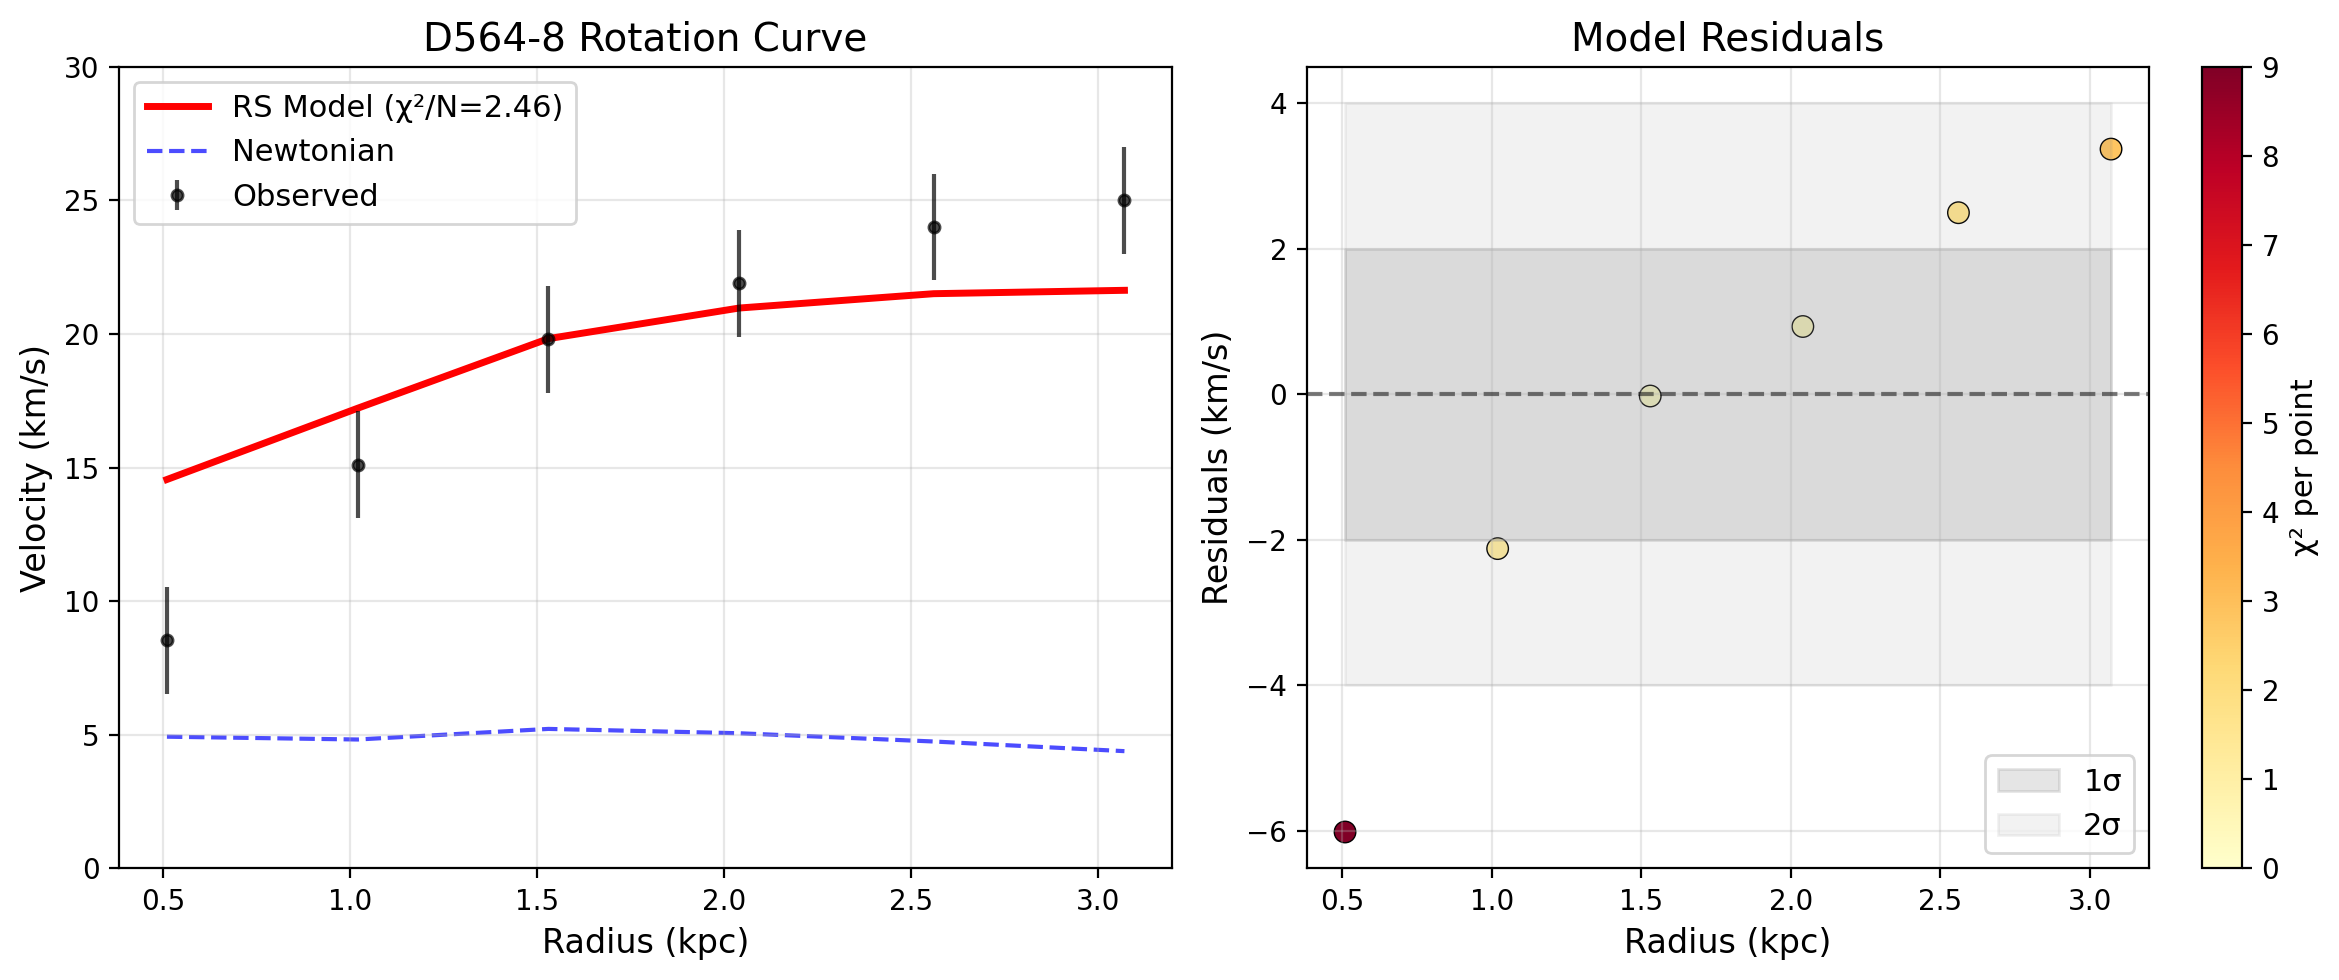 D564-8 Rotation Curve
30
25
20
15
10
5
0
Velocity (km/s)
RS Model (χ²/N=2.46)
Newtonian
Observed
0.5 1.0 1.5 2.0 2.5 3.0
Radius (kpc)
Model Residuals
4
2
0
−2
−4
−6
Residuals (km/s)
1σ
2σ
0.5 1.0 1.5 2.0 2.5 3.0
Radius (kpc)
9
8
7
6
5
4
3
2
1
0
χ² per point